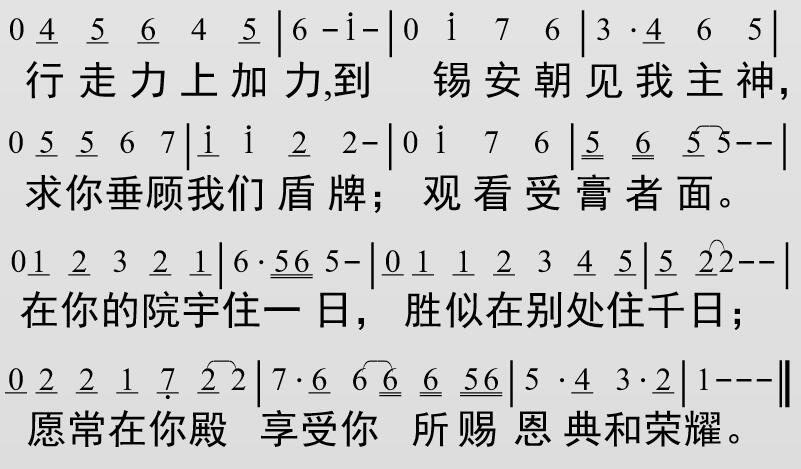 0 4 5 6 4 5 | 6 - i - | 0 i 7 6 | 3 · 4 6 5 |
行走力上加力,到 锡安朝见我主神，
0 5 5 6 7 | i i 2 2 - | 0 i 7 6 | 5 6 5 5 - - |
求你垂顾我们盾牌；观看受膏者面。
0 1 2 3 2 1 | 6 · 5 6 5 - | 0 1 1 2 3 4 5 | 5 2 2 - - |
在你的院宇住一日，胜似在别处住千日；
0 2 2 1 7 2 2 | 7 · 6 6 6 6 5 6 | 5 · 4 3 · 2 | 1 - - - ‖
愿常在你殿 享受你 所赐恩典和荣耀。